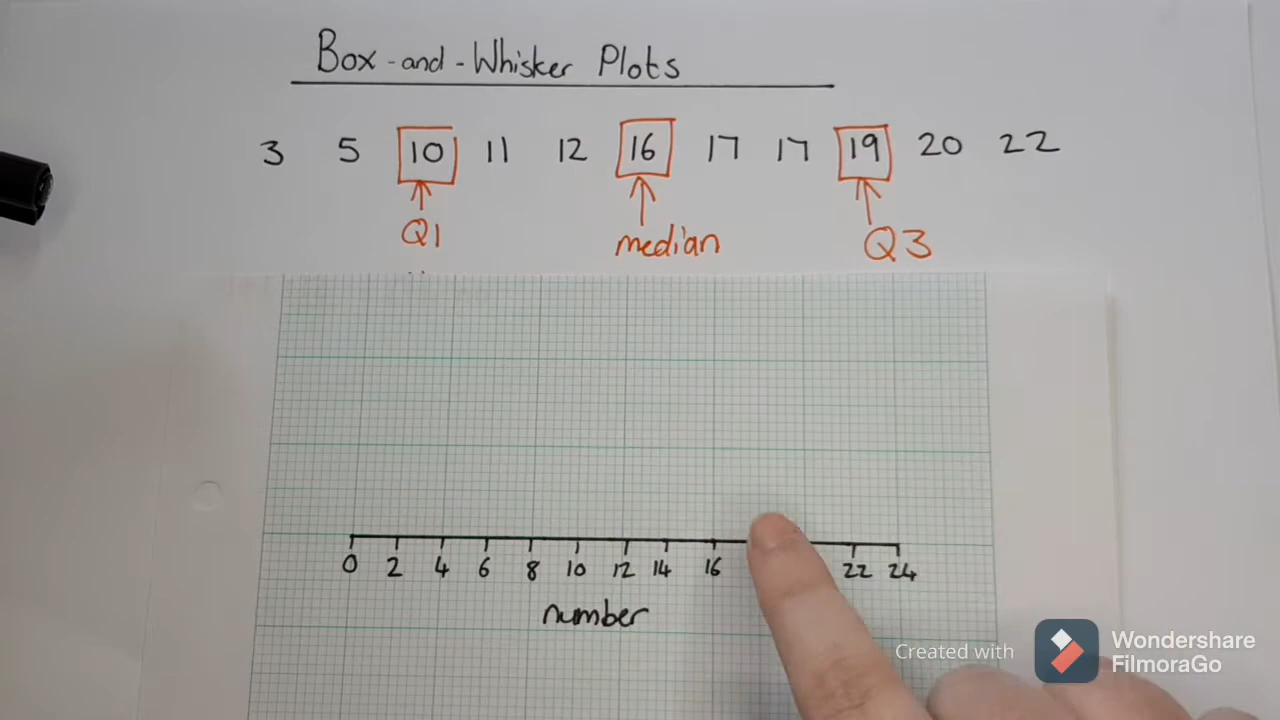 Box-and-Whisker Plots
3 5 10 11 12 16 17 17 19 20 22
Q1 median Q3
0 2 4 6 8 10 12 14 16 22 24
number
Created with Wondershare FilmoraGo